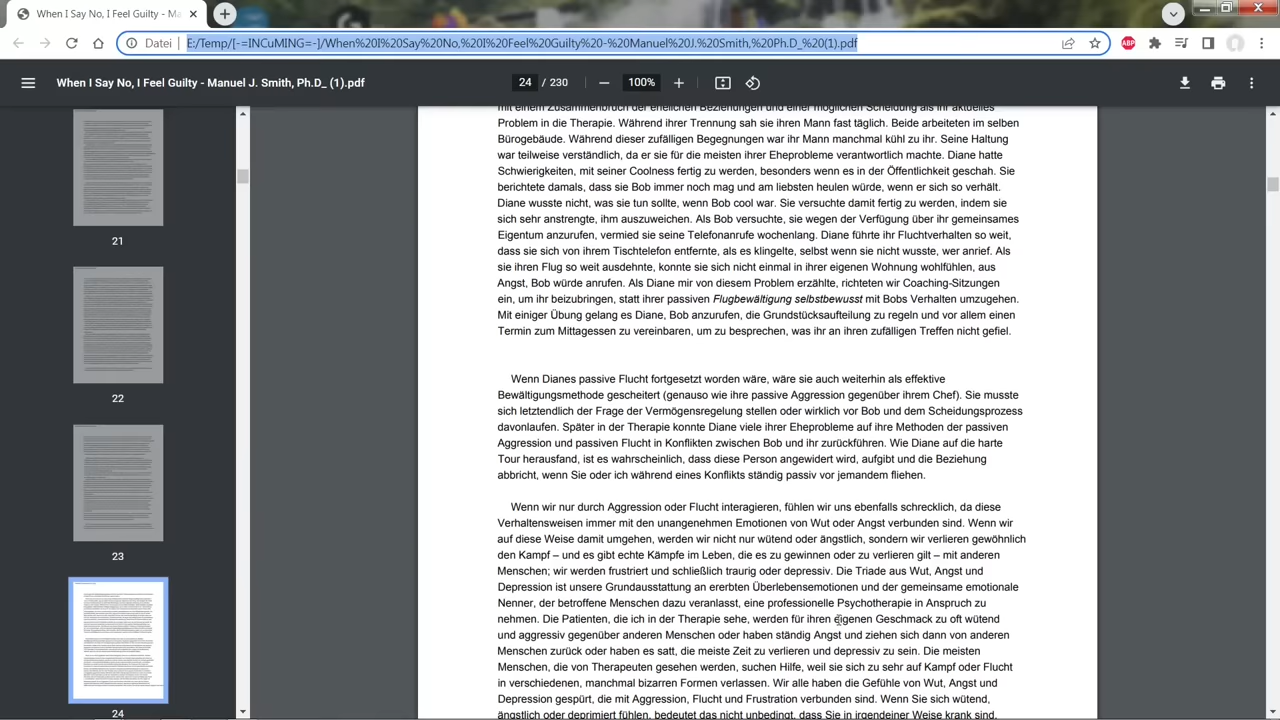 When I Say No, I Feel Guilty - Ma
Datei
E:/Temp/[-=INCuMING=-]/When%20I%20Say%20No,%20I%20Feel%20Guilty%20-%20Manuel%20J.%20Smith,%20Ph.D_%20(1).pdf
ABP
When I Say No, I Feel Guilty - Manuel J. Smith, Ph.D_ (1).pdf
24 / 230
100%
21
22
23
24
mit einem Zusammenbruch der ehelichen Beziehungen und einer möglichen Scheidung als ihr aktuelles
Problem in die Therapie. Während ihrer Trennung sah sie ihren Mann fast täglich. Beide arbeiteten im selben
Bürogebäude. Während dieser zufälligen Begegnungen war ihr Mann manchmal kühl zu ihr. Seine Haltung
war teilweise verständlich, da er sie für die meisten ihrer Eheprobleme verantwortlich machte. Diane hatte
Schwierigkeiten, mit seiner Coolness fertig zu werden, besonders wenn es in der Öffentlichkeit geschah. Sie
berichtete damals, dass sie Bob immer noch mag und am liebsten heulen würde, wenn er sich so verhält.
Diane wusste nicht, was sie tun sollte, wenn Bob cool war. Sie versuchte damit fertig zu werden, indem sie
sich sehr anstrengte, ihm auszuweichen. Als Bob versuchte, sie wegen der Verfügung über ihr gemeinsames
Eigentum anzurufen, vermied sie seine Telefonanrufe wochenlang. Diane führte ihr Fluchtverhalten so weit,
dass sie sich von ihrem Tischtelefon entfernte, als es klingelte, selbst wenn sie nicht wusste, wer anrief. Als
sie ihren Flug so weit ausdehnte, konnte sie sich nicht einmal in ihrer eigenen Wohnung wohlfühlen, aus
Angst, Bob würde anrufen. Als Diane mir von diesem Problem erzählte, richteten wir Coaching-Sitzungen
ein, um ihr beizubringen, statt ihrer passiven Flugbewältigung selbstbewusst mit Bobs Verhalten umzugehen.
Mit einiger Übung gelang es Diane, Bob anzurufen, die Grundstücksaufteilung zu regeln und vor allem einen
Termin zum Mittagessen zu vereinbaren, um zu besprechen, was ihr an ihren zufälligen Treffen nicht gefiel.
Wenn Dianes passive Flucht fortgesetzt worden wäre, wäre sie auch weiterhin als effektive
Bewältigungsmethode gescheitert (genauso wie ihre passive Aggression gegenüber ihrem Chef). Sie musste
sich letztendlich der Frage der Vermögensregelung stellen oder wirklich vor Bob und dem Scheidungsprozess
davonlaufen. Später in der Therapie konnte Diane viele ihrer Eheprobleme auf ihre Methoden der passiven
Aggression und passiven Flucht in Konflikten zwischen Bob und ihr zurückführen. Wie Diane auf die harte
Tour herausfand, ist es wahrscheinlich, dass diese Person angewidert wird, aufgibt und die Beziehung
abbricht, wenn Sie oder ich während eines Konflikts ständig passiv vor jemandem fliehen.
Wenn wir nur durch Aggression oder Flucht interagieren, fühlen wir uns ebenfalls schrecklich, da diese
Verhaltensweisen immer mit den unangenehmen Emotionen von Wut oder Angst verbunden sind. Wenn wir
auf diese Weise damit umgehen, werden wir nicht nur wütend oder ängstlich, sondern wir verlieren gewöhnlich
den Kampf – und es gibt echte Kämpfe im Leben, die es zu gewinnen oder zu verlieren gilt – mit anderen
Menschen; wir werden frustriert und schließlich traurig oder depressiv. Die Triade aus Wut, Angst und
Depression ist unsere Grundausstattung an ererbten Überlebensemotionen und der gemeinsame emotionale
Nenner, der betroffene Menschen dazu veranlasst, eine professionelle Psychotherapie in Anspruch zu
nehmen. Die Patienten, die ich in der Therapie sehe, werden für ihren eigenen Geschmack zu oft wütend
und aggressiv gegenüber anderen Menschen oder haben ständig Angst und ziehen sich dann von anderen
Menschen zurück oder haben es satt, die meiste Zeit zu verlieren und depressiv zu sein. Die meisten
Menschen, die von Therapeuten gesehen werden, suchen Hilfe, weil sie sich zu sehr auf Kampf oder Flucht
in verschiedenen, manchmal bizarren Formen verlassen. Wir alle haben die Gefühle von Wut, Angst und
Depression gespürt, die mit Aggression, Flucht und Frustration verbunden sind. Wenn Sie sich wütend,
ängstlich oder deprimiert fühlen, bedeutet das nicht unbedingt, dass Sie in irgendeiner Weise krank sind.